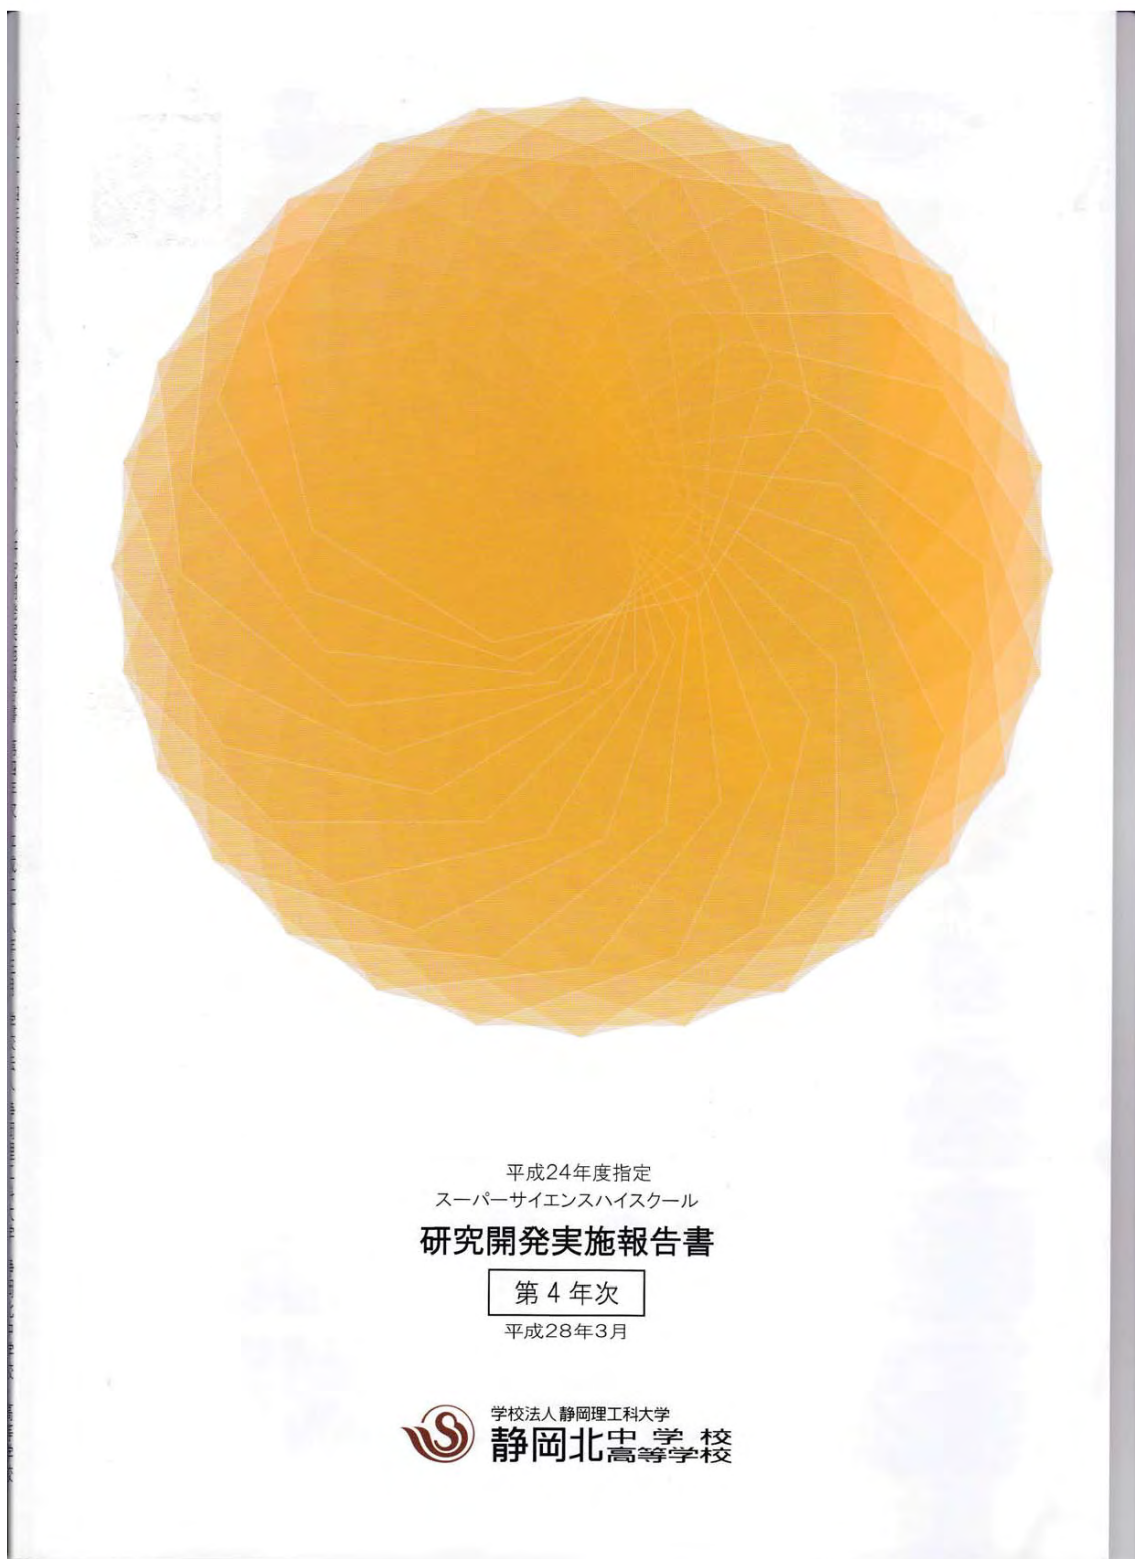 平成24年度指定
スーパーサイエンスハイスクール
研究開発実施報告書
第4年次
平成28年3月
学校法人静岡理工科大学
静岡北中学校
高等学校